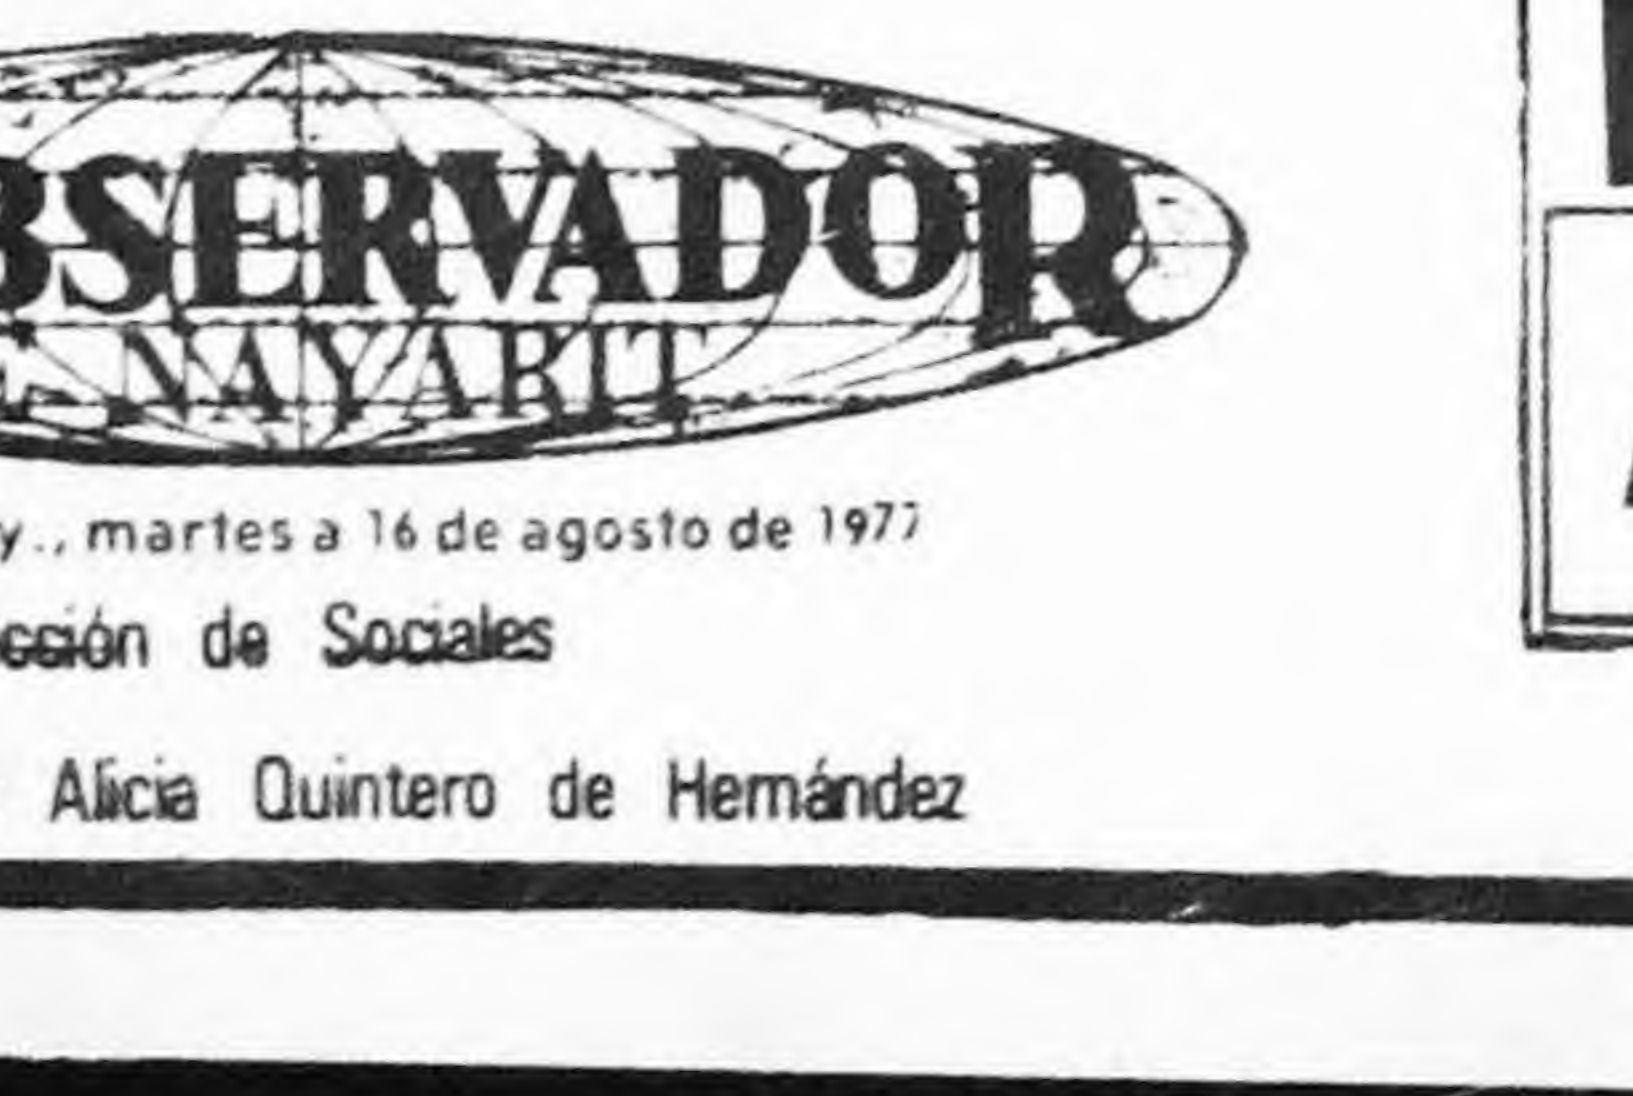 BSERVADOR
NAYARIT
y., martes a 16 de agosto de 1977
cción de Sociales
Alicia Quintero de Hernández